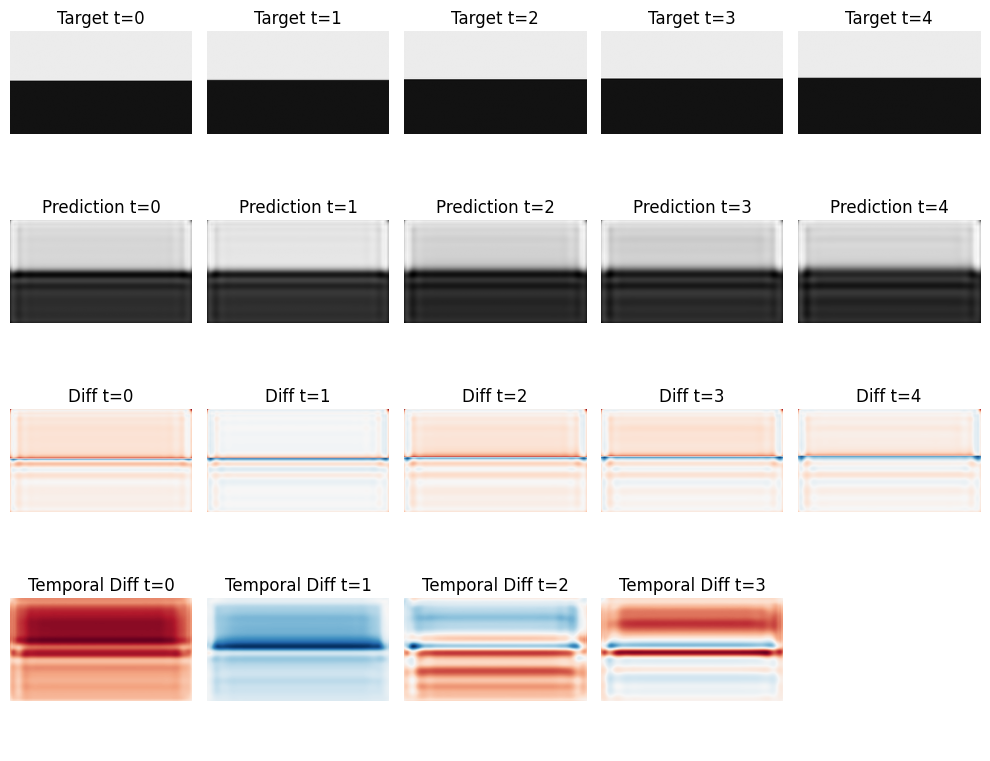 Target t=0 Target t=1 Target t=2 Target t=3 Target t=4
Prediction t=0 Prediction t=1 Prediction t=2 Prediction t=3 Prediction t=4
Diff t=0 Diff t=1 Diff t=2 Diff t=3 Diff t=4
Temporal Diff t=0 Temporal Diff t=1 Temporal Diff t=2 Temporal Diff t=3